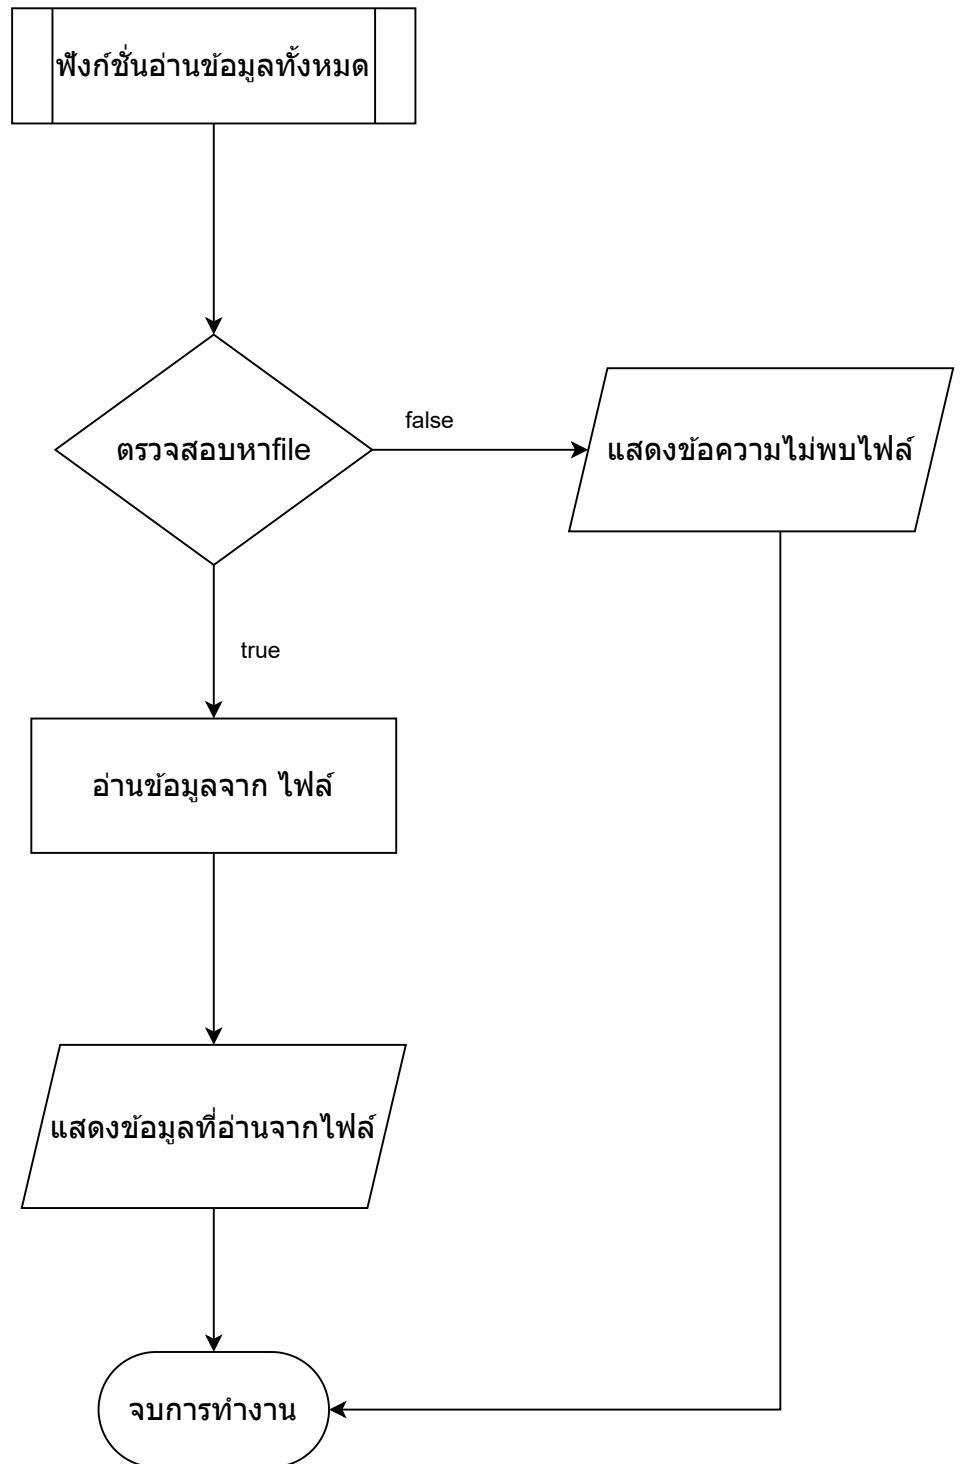 ฟังก์ชั่นอ่านข้อมูลทั้งหมด
ตรวจสอบหาfile
false
แสดงข้อความไม่พบไฟล์
true
อ่านข้อมูลจาก ไฟล์
แสดงข้อมูลที่อ่านจากไฟล์
จบการทำงาน